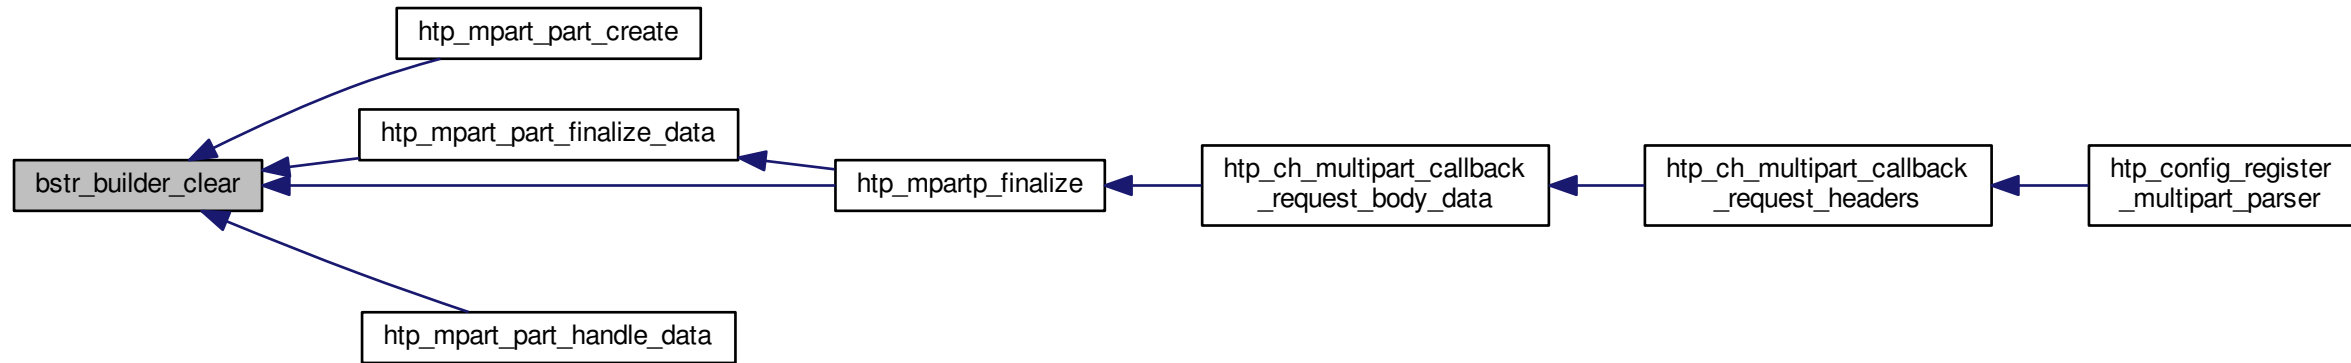 htp_mpart_part_create
htp_mpart_part_finalize_data
bstr_builder_clear
htp_mpartp_finalize
htp_ch_multipart_callback
_request_body_data
htp_ch_multipart_callback
_request_headers
htp_config_register
_multipart_parser
htp_mpart_part_handle_data